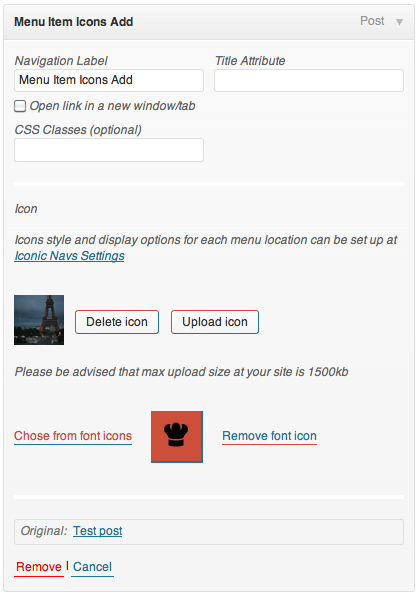 Menu Item Icons Add Post
Navigation Label Title Attribute
Menu Item Icons Add
Open link in a new window/tab
CSS Classes (optional)
Icon
Icons style and display options for each menu location can be set up at
Iconic Navs Settings
Delete icon Upload icon
Please be advised that max upload size at your site is 1500kb
Chose from font icons Remove font icon
Original: Test post
Remove | Cancel